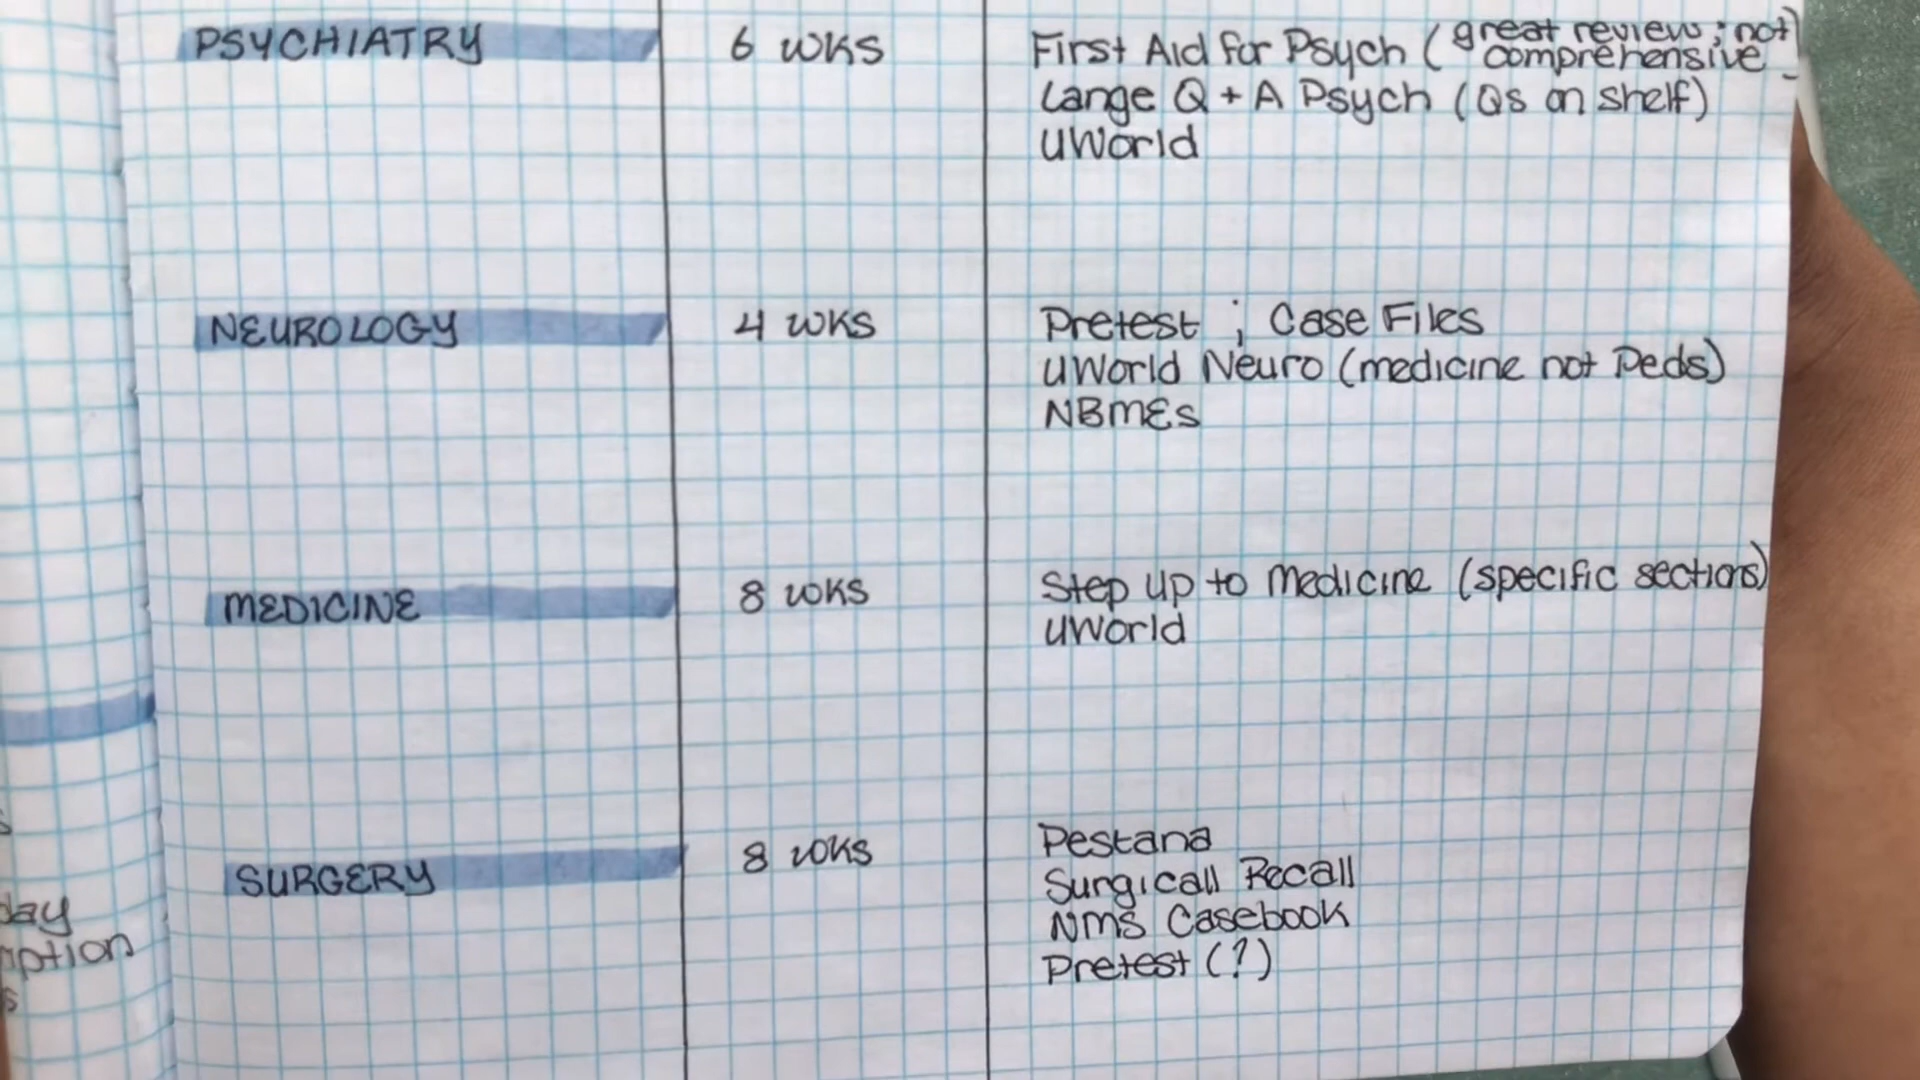 PSYCHIATRY 6 WKS First Aid for Psych (great review; not comprehensive)
Lange Q + A Psych (Qs on shelf)
UWorld
NEUROLOGY 4 WKS Pretest ; Case Files
UWorld Neuro (medicine not Peds)
NBMEs
MEDICINE 8 WKS Step Up to Medicine (specific sections)
UWorld
SURGERY 8 WKS Pestana
Surgicall Recall
NMS Casebook
Pretest (?)